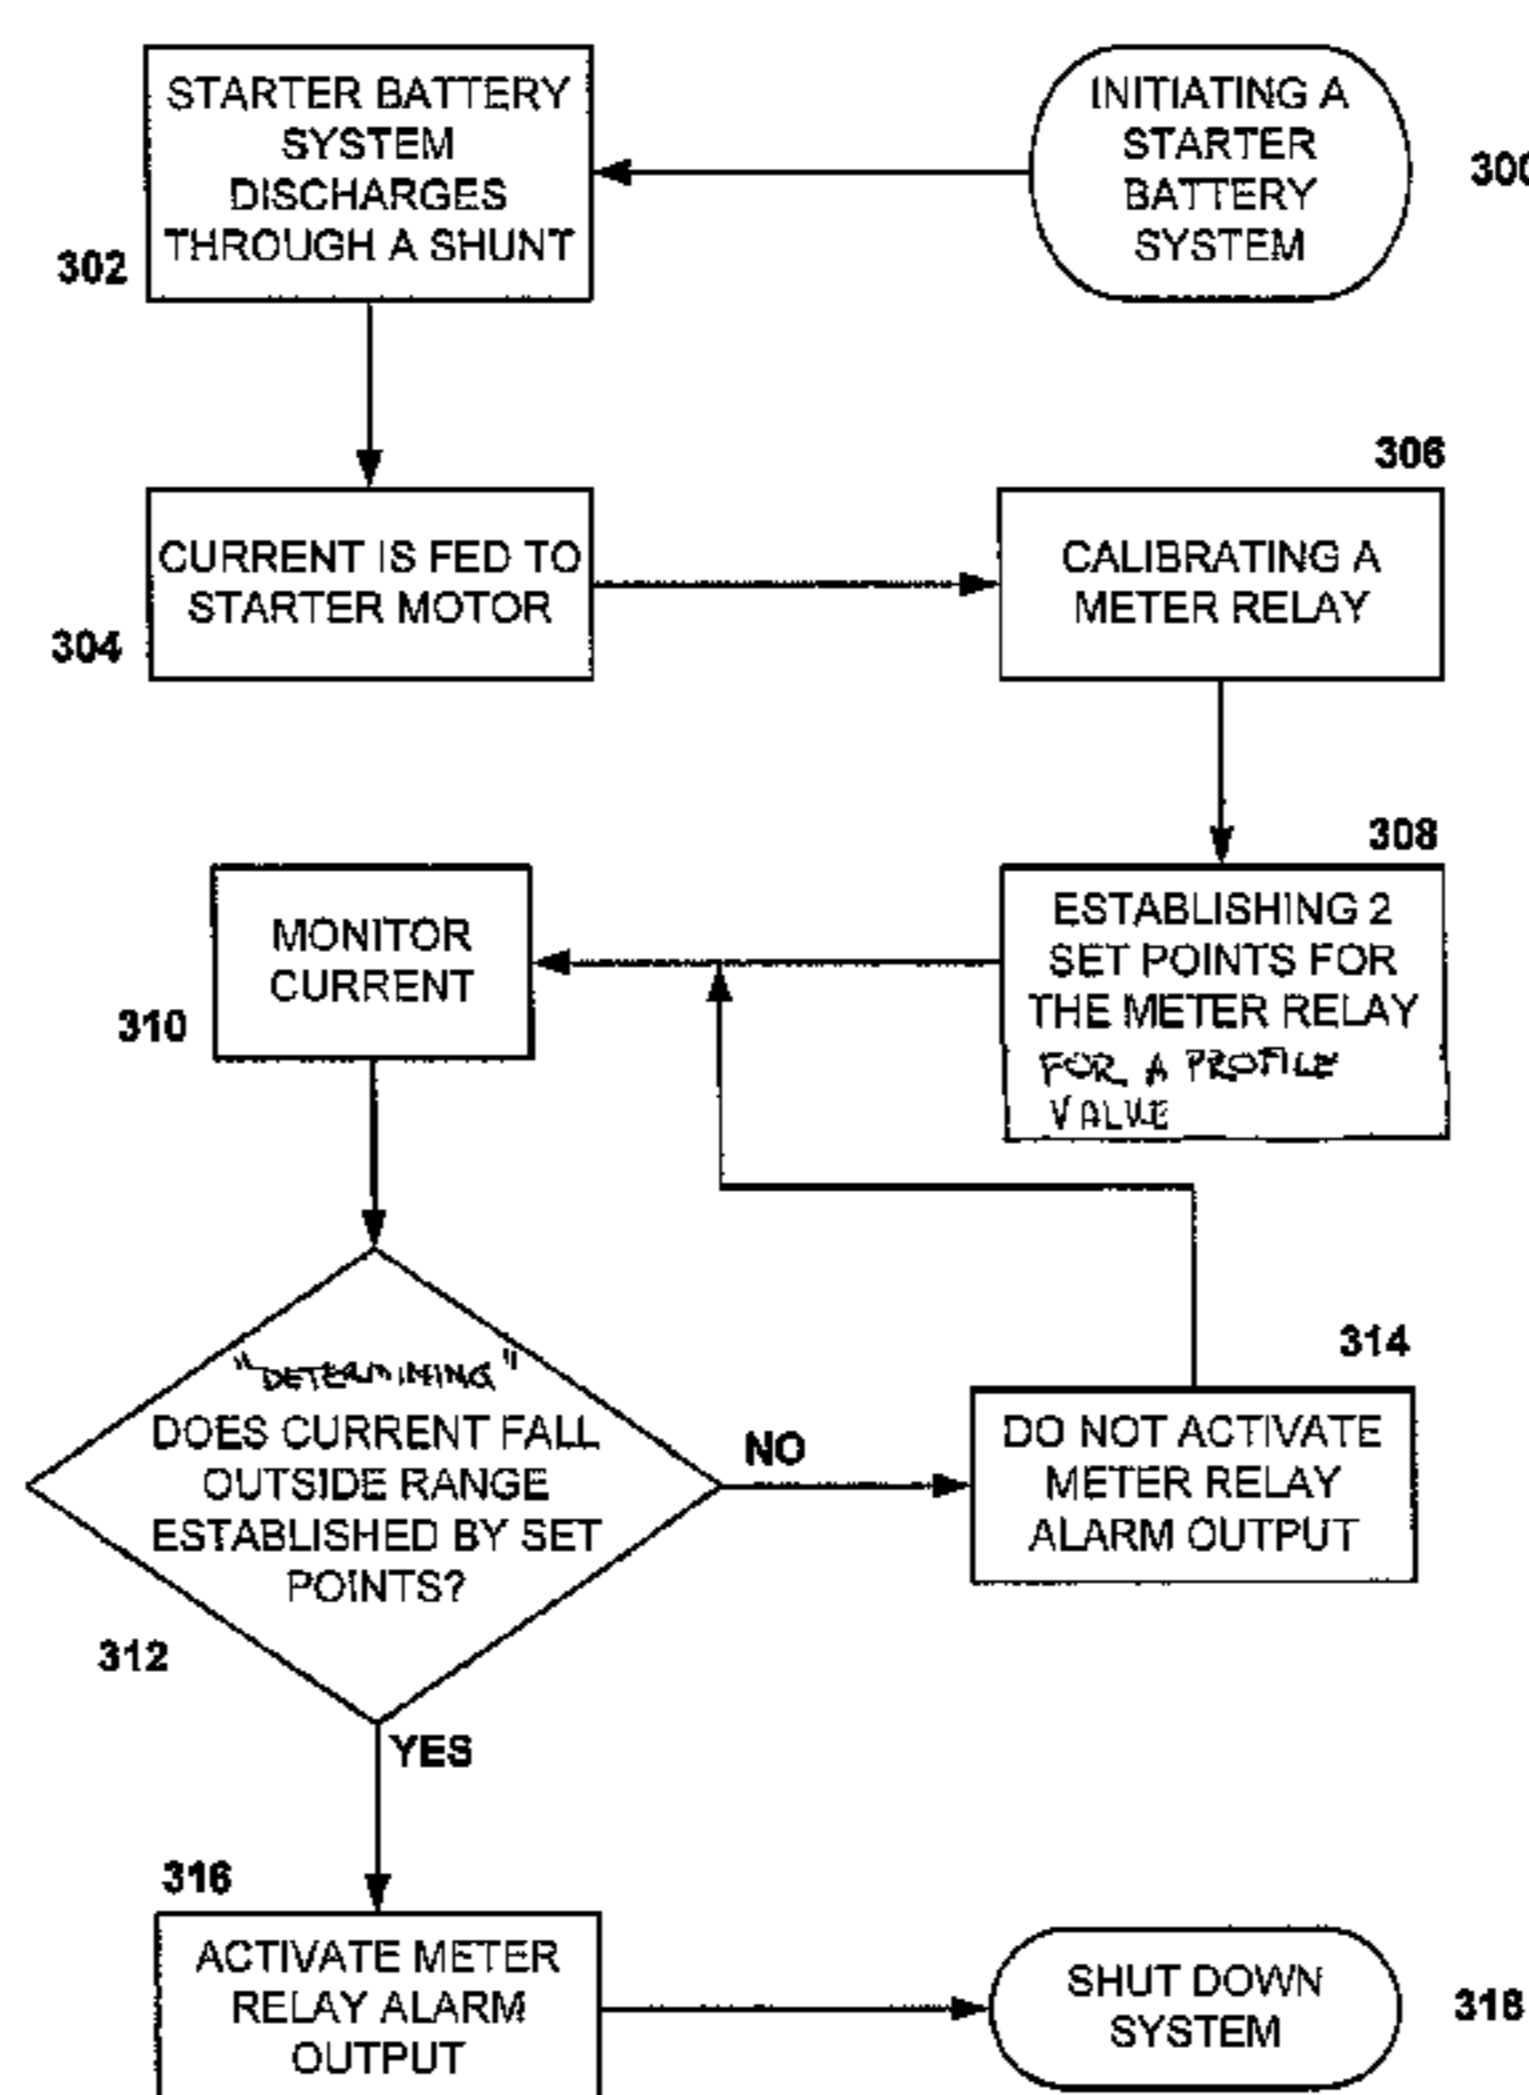 STARTER BATTERY
SYSTEM
DISCHARGES
THROUGH A SHUNT
302
INITIATING A
STARTER
BATTERY
SYSTEM
300
CURRENT IS FED TO
STARTER MOTOR
304
306
CALIBRATING A
METER RELAY
308
ESTABLISHING 2
SET POINTS FOR
THE METER RELAY
FOR A PROFILE
VALVE
MONITOR
CURRENT
310
"DETERMINING"
DOES CURRENT FALL
OUTSIDE RANGE
ESTABLISHED BY SET
POINTS?
312
NO
314
DO NOT ACTIVATE
METER RELAY
ALARM OUTPUT
YES
316
ACTIVATE METER
RELAY ALARM
OUTPUT
SHUT DOWN
SYSTEM
318